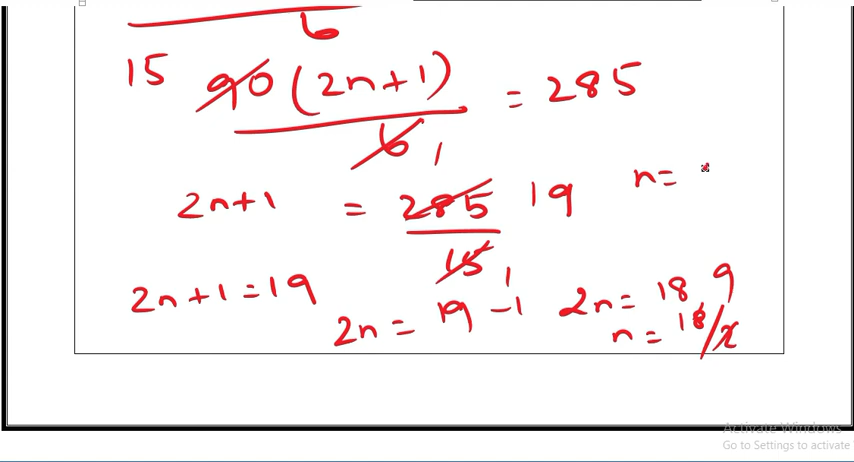 6
15 90 (2n+1) = 285
6 1
2n+1 = 285 19 n=
15 1
2n+1=19 2n = 19 -1 2n = 18 9
n = 18/2
Activate Windows
Go to Settings to activate